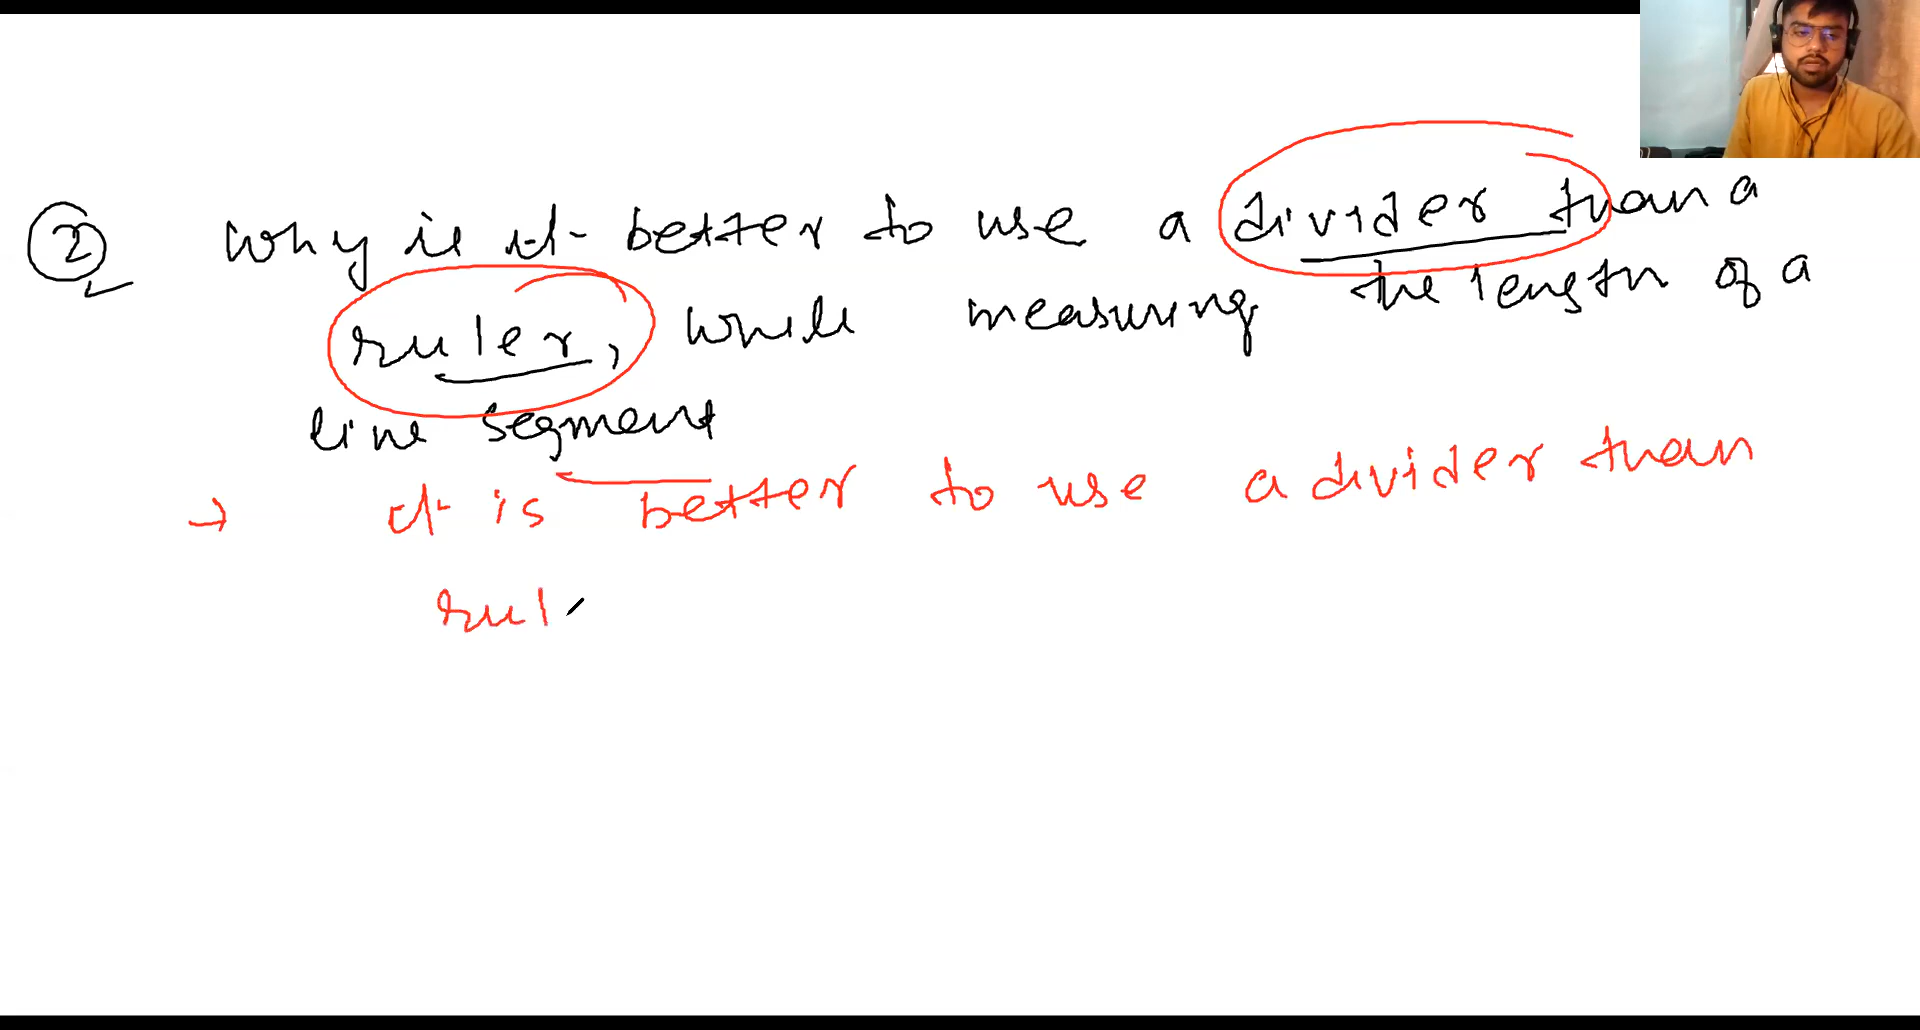 2 Why is it better to use a divider than a
ruler, while measuring the length of a
line segment
→ It is better to use a divider than
rul